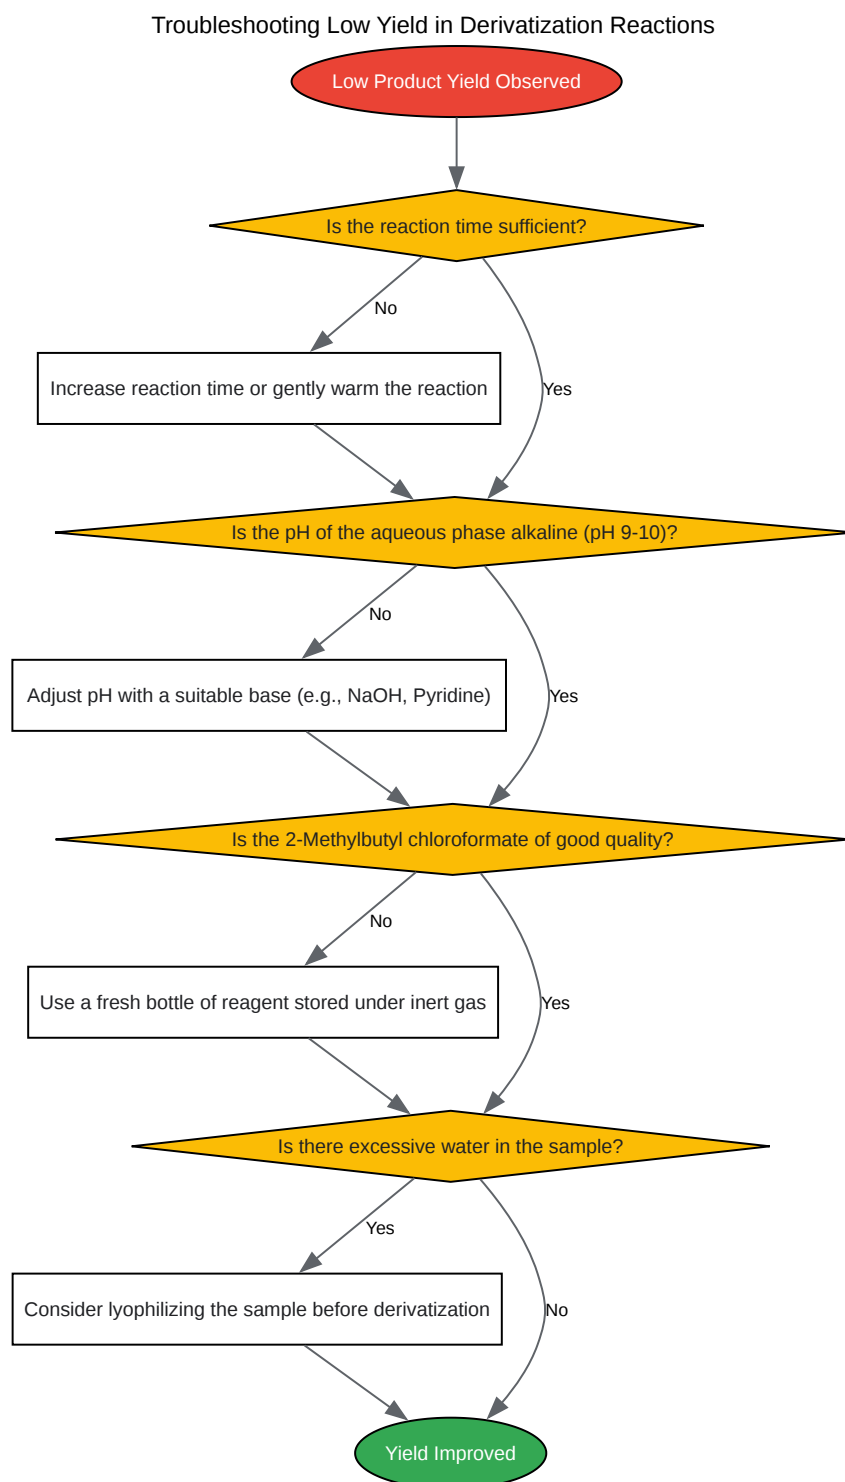 Troubleshooting Low Yield in Derivatization Reactions
Low Product Yield Observed
Is the reaction time sufficient?
No
Increase reaction time or gently warm the reaction
Yes
Is the pH of the aqueous phase alkaline (pH 9-10)?
No
Adjust pH with a suitable base (e.g., NaOH, Pyridine)
Yes
Is the 2-Methylbutyl chloroformate of good quality?
No
Use a fresh bottle of reagent stored under inert gas
Yes
Is there excessive water in the sample?
Yes
Consider lyophilizing the sample before derivatization
No
Yield Improved